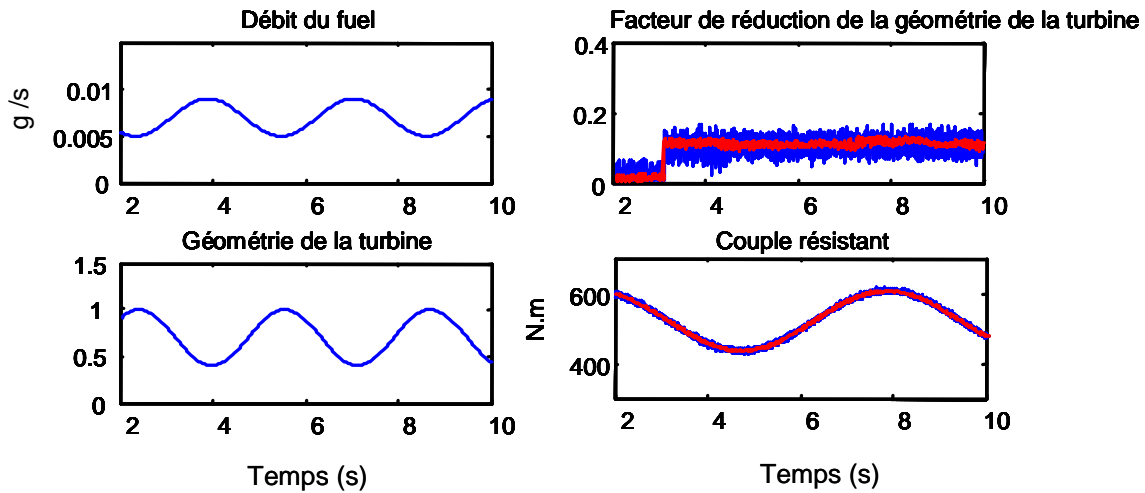 Débit du fuel
g /s
0.01
0.005
0
2 4 6 8 10
Facteur de réduction de la géométrie de la turbine
0.4
0.2
0
2 4 6 8 10
Géométrie de la turbine
1.5
1
0.5
0
2 4 6 8 10
Temps (s)
Couple résistant
N.m
600
400
2 4 6 8 10
Temps (s)